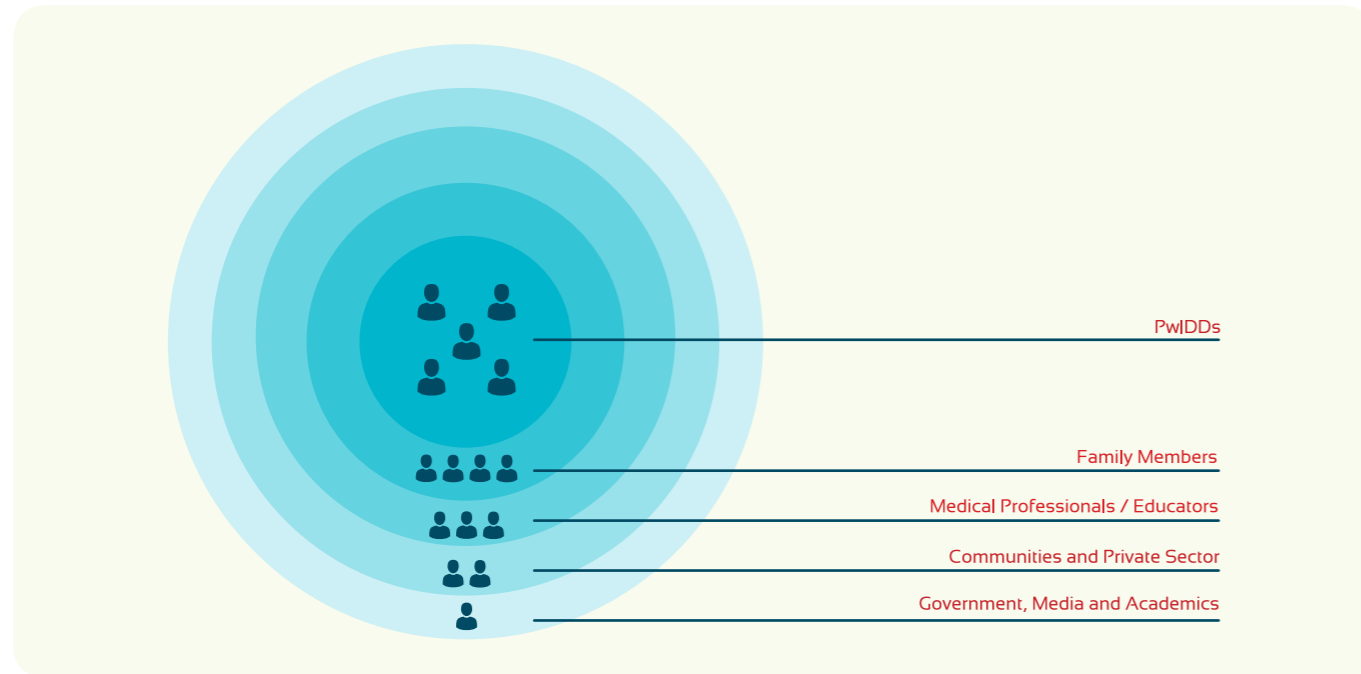 PwIDDs
Family Members
Medical Professionals / Educators
Communities and Private Sector
Government, Media and Academics